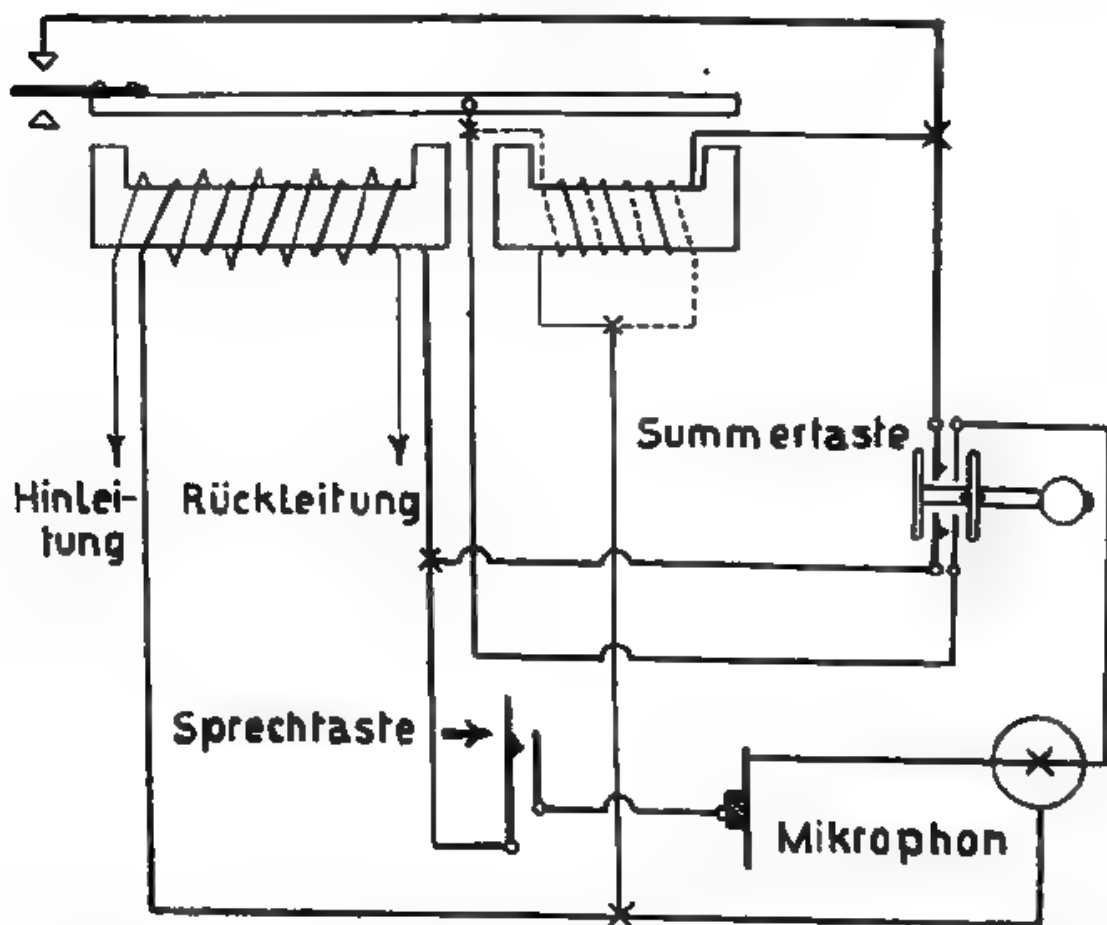 Summertaste
Hinlei-
tung
Rückleitung
Sprechtaste
Mikrophon